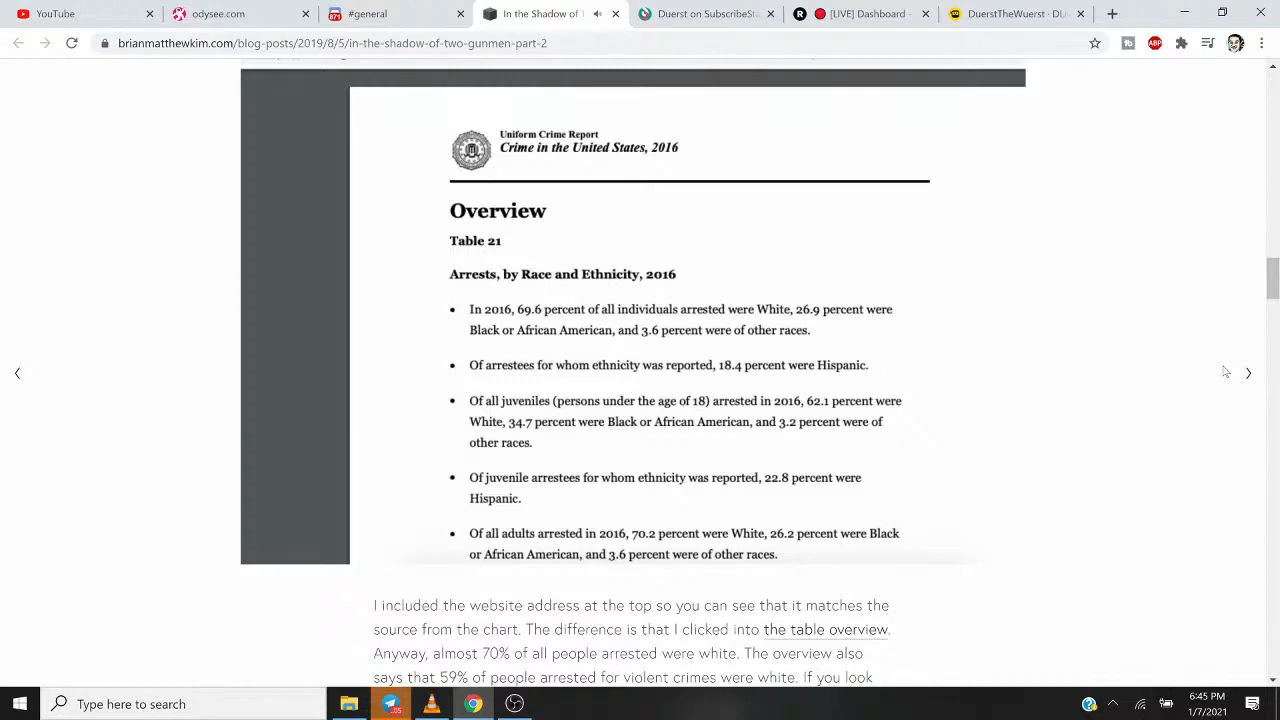 YouTube
odysee.com
871
In t
[LIVE] Dashboard
DuerstTheWerst - DLi
brianmatthewkin.com/blog-posts/2019/8/5/in-the-shadow-of-two-gunmen-part-2
ABP
Uniform Crime Report
Crime in the United States, 2016
Overview
Table 21
Arrests, by Race and Ethnicity, 2016
• In 2016, 69.6 percent of all individuals arrested were White, 26.9 percent were
Black or African American, and 3.6 percent were of other races.
• Of arrestees for whom ethnicity was reported, 18.4 percent were Hispanic.
• Of all juveniles (persons under the age of 18) arrested in 2016, 62.1 percent were
White, 34.7 percent were Black or African American, and 3.2 percent were of
other races.
• Of juvenile arrestees for whom ethnicity was reported, 22.8 percent were
Hispanic.
• Of all adults arrested in 2016, 70.2 percent were White, 26.2 percent were Black
or African American, and 3.6 percent were of other races.
I included the website address at the top so you can see that it matches the
source from the chart. The difference is that I clicked into the table overview.
Anyway, almost 70% of all people arrested were white. The overview also
says that 59% of people arrested for violent crimes were white. If you look
Type here to search
6:45 PM
1/7/2021